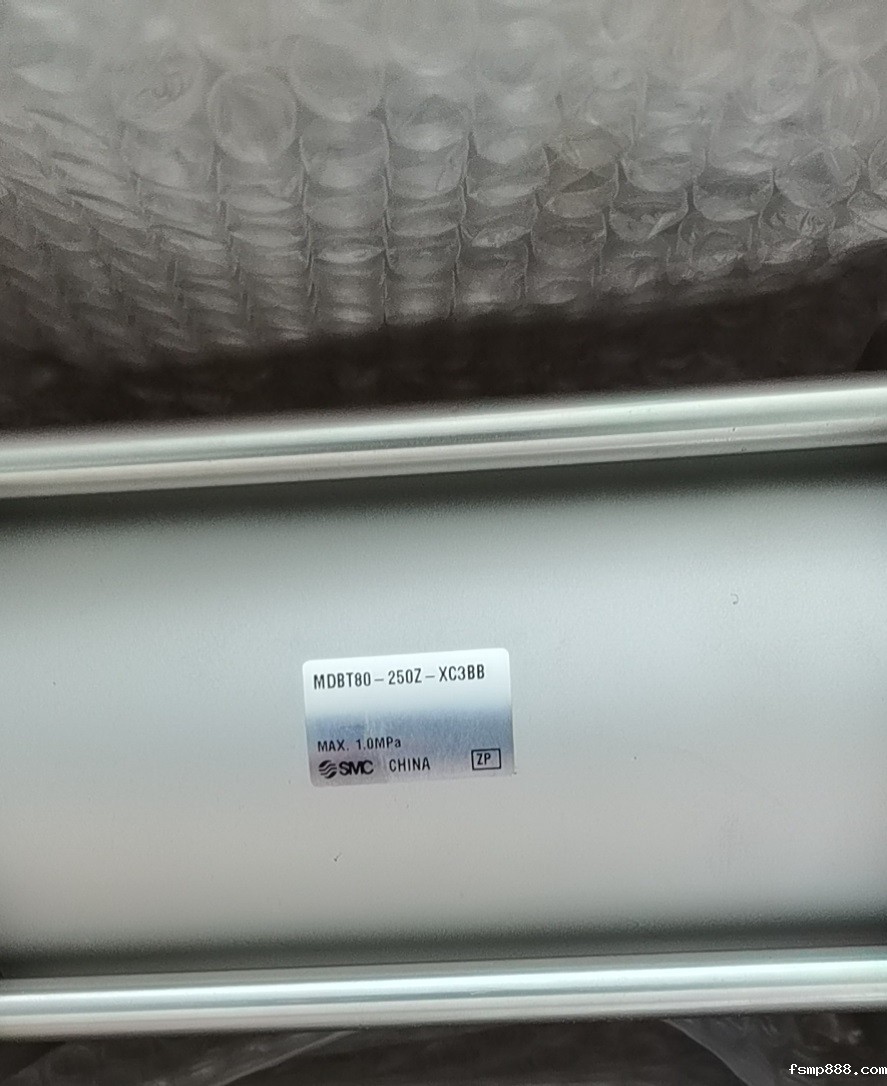 MDBT80-250Z-XC3BB
MAX. 1.0MPa
SMC CHINA ZP
fsmp888.com